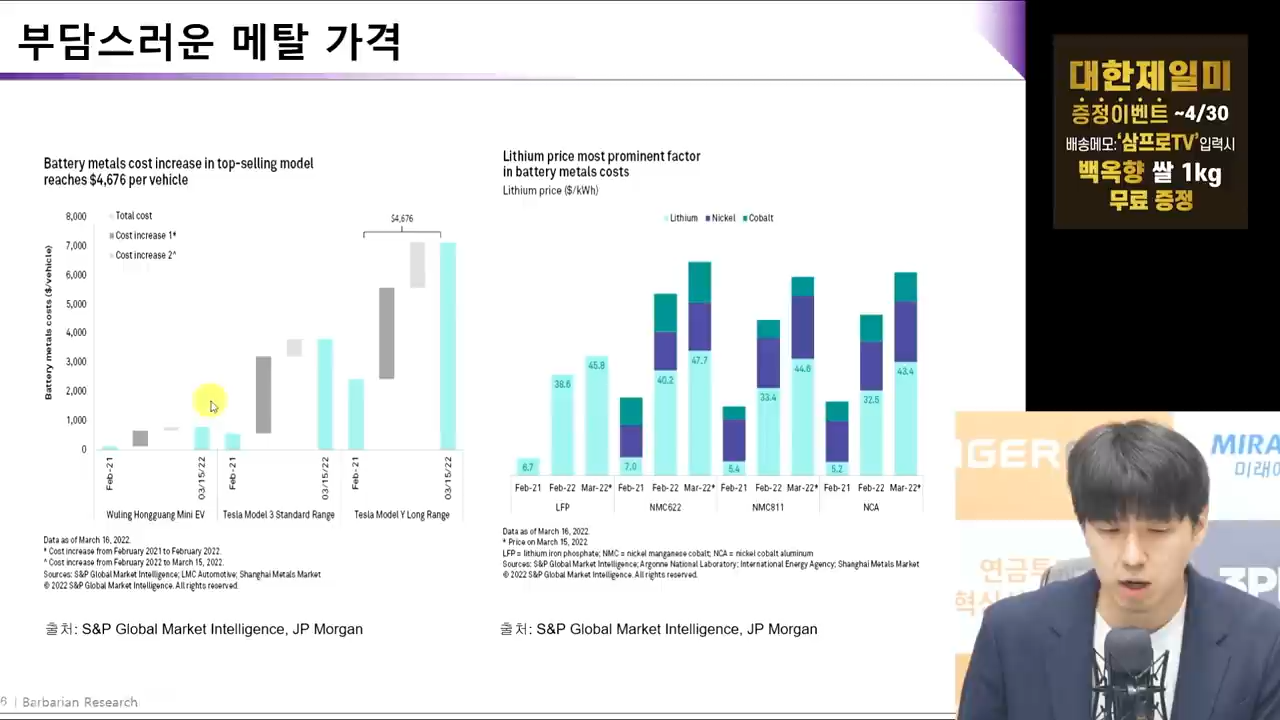 부담스러운 메탈 가격
Battery metals cost increase in top-selling model
reaches $4,676 per vehicle
Battery metals costs ($/vehicle)
8,000
7,000
6,000
5,000
4,000
3,000
2,000
1,000
0
Total cost
Cost increase 1*
Cost increase 2^
$4,676
Feb-21
03/15/22
Feb-21
03/15/22
Feb-21
03/15/22
Wuling Hongguang Mini EV
Tesla Model 3 Standard Range
Tesla Model Y Long Range
Data as of March 16, 2022.
* Cost increase from February 2021 to February 2022.
^ Cost increase from February 2022 to March 15, 2022.
Sources: S&P Global Market Intelligence; LMC Automotive; Shanghai Metals Market
© 2022 S&P Global Market Intelligence. All rights reserved.
출처: S&P Global Market Intelligence, JP Morgan
Lithium price most prominent factor
in battery metals costs
Lithium price ($/kWh)
Lithium Nickel Cobalt
6.7 38.6 45.8 7.0 40.2 47.7 5.4 33.4 44.6 5.2 32.5 43.4
Feb-21 Feb-22 Mar-22* Feb-21 Feb-22 Mar-22* Feb-21 Feb-22 Mar-22* Feb-21 Feb-22 Mar-22*
LFP NMC622 NMC811 NCA
Data as of March 16, 2022.
* Price on March 15, 2022
LFP = lithium iron phosphate; NMC = nickel manganese cobalt; NCA = nickel cobalt aluminum
Sources: S&P Global Market Intelligence; Argonne National Laboratory; International Energy Agency; Shanghai Metals Market
© 2022 S&P Global Market Intelligence. All rights reserved.
출처: S&P Global Market Intelligence, JP Morgan
6 | Barbarian Research
대한제일미
증정이벤트 ~4/30
배송메모:'삼프로TV'입력시
백옥향 쌀 1kg
무료 증정
NGER
MIRA
미래에
연금투
혁신
3P